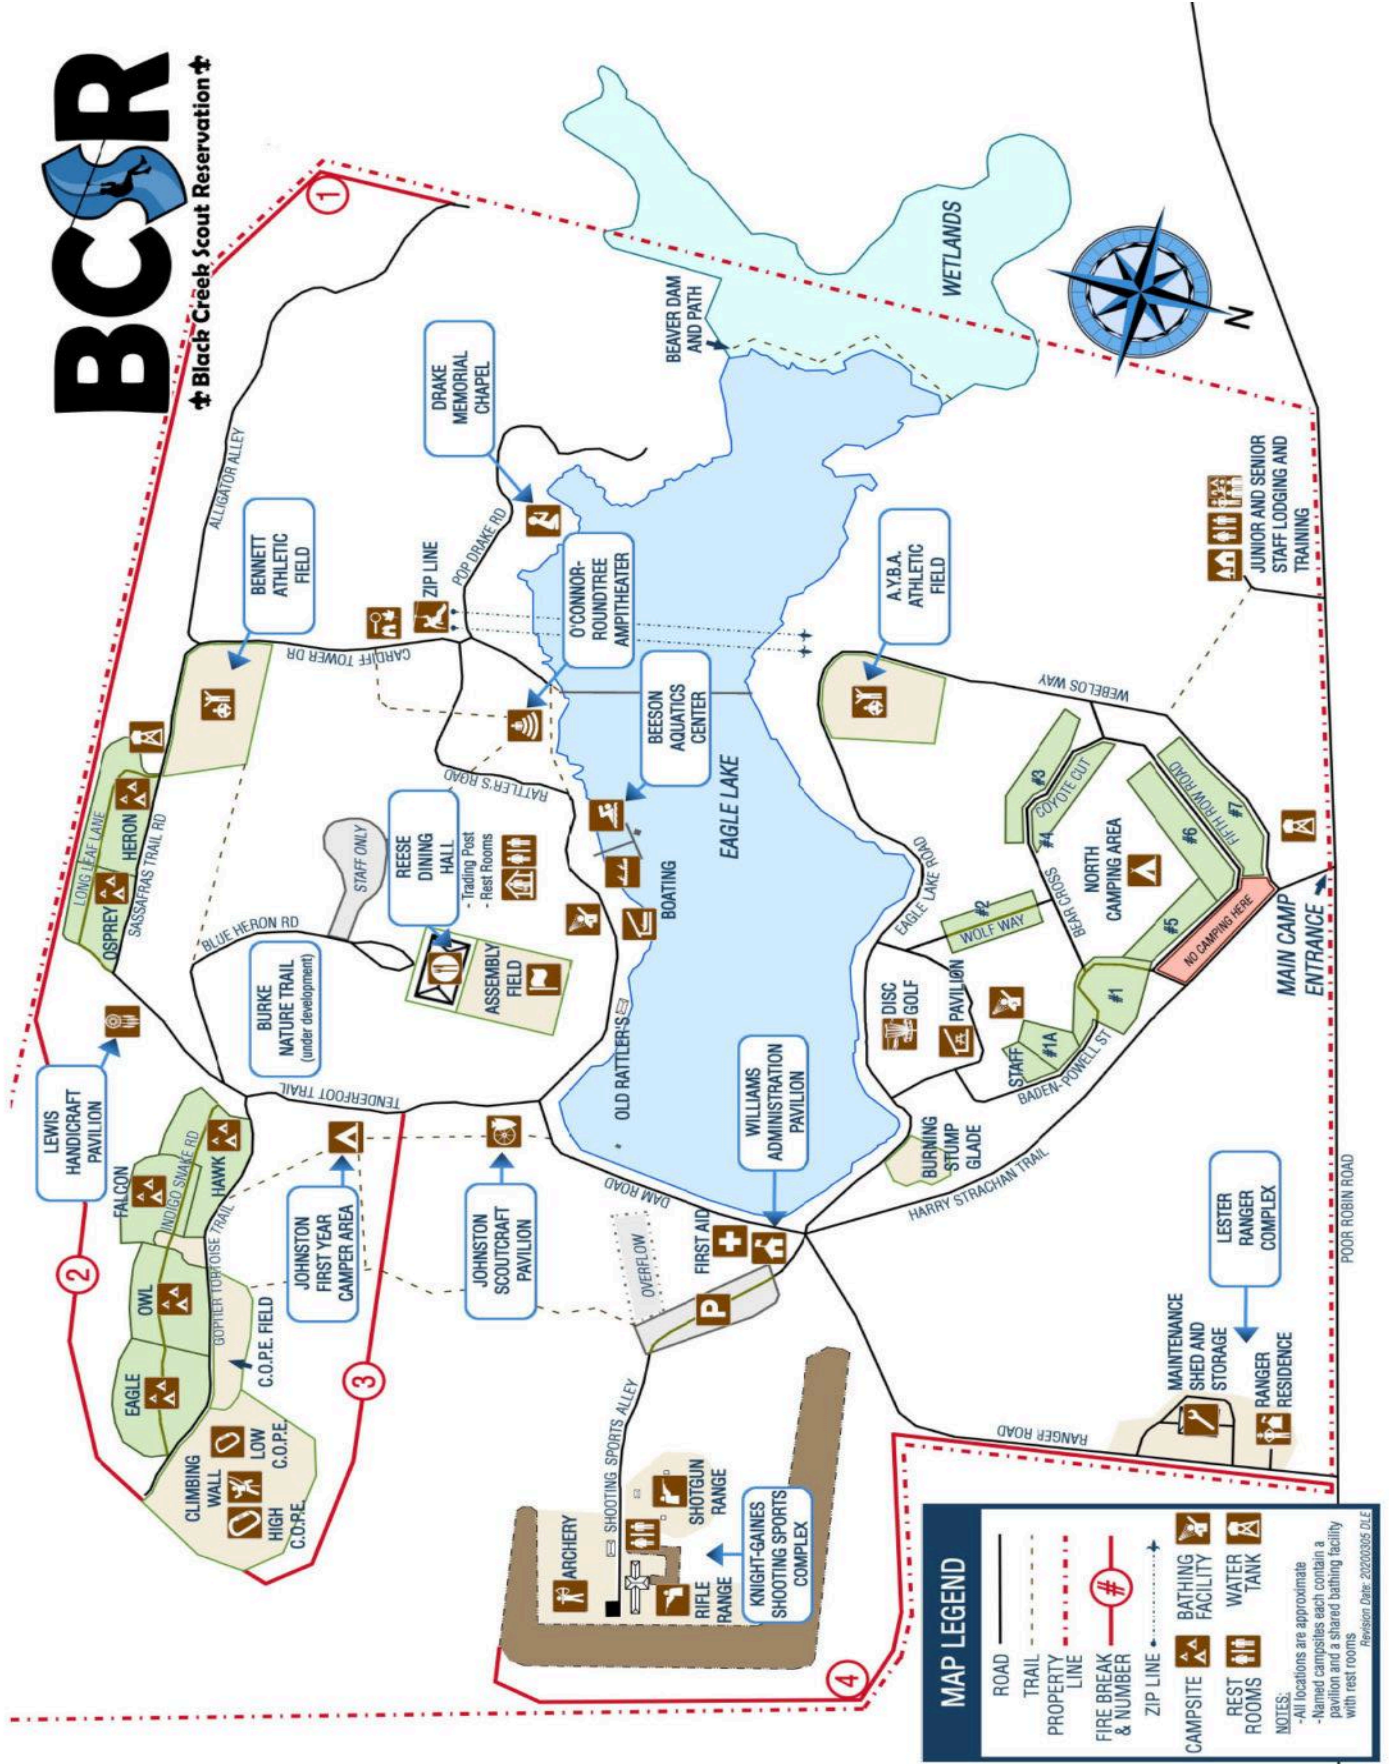 BCSR
Black Creek Scout Reservation
1
ALLIGATOR ALLEY
BENNETT
ATHLETIC
FIELD
DRAKE
MEMORIAL
CHAPEL
BEAVER DAM
AND PATH
WETLANDS
N
ZIP LINE
POP DRAKE RD
CARDIFF TOWER DR
O'CONNOR-
ROUNDTREE
AMPITHEATER
BEESON
AQUATICS
CENTER
EAGLE LAKE
A.Y.B.A.
ATHLETIC
FIELD
WEBELOS WAY
JUNIOR AND SENIOR
STAFF LODGING AND
TRAINING
LONG LEAF LANE
HERON
OSPREY
SASSAFRAS TRAIL RD
BLUE HERON RD
STAFF ONLY
RATTLER'S ROAD
REESE
DINING
HALL
- Trading Post
- Rest Rooms
ASSEMBLY
FIELD
BOATING
OLD RATTLER'S
BURKE
NATURE TRAIL
(under development)
LEWIS
HANDICRAFT
PAVILION
TENDERFOOT TRAIL
EAGLE LAKE ROAD
#3
COYOTE CUT
#4
BEAR CROSS
NORTH
CAMPING AREA
#6
FIFTH ROW ROAD
#7
#5
NO CAMPING HERE
#2
WOLF WAY
DISC
GOLF
PAVILION
STAFF
#1A
#1
BADEN-POWELL ST
MAIN CAMP
ENTRANCE
BURNING
STUMP
GLADE
HARRY STRACHAN TRAIL
POOR ROBIN ROAD
WILLIAMS
ADMINISTRATION
PAVILION
FIRST AID
DAM ROAD
OVERFLOW
P
2
FALCON
HAWK
INDIGO SNAKE RD
OWL
EAGLE
GOPHER TORTOISE TRAIL
C.O.P.E. FIELD
JOHNSTON
FIRST YEAR
CAMPER AREA
JOHNSTON
SCOUTCRAFT
PAVILION
3
CLIMBING
WALL
LOW
C.O.P.E.
HIGH
C.O.P.E.
SHOOTING SPORTS ALLEY
ARCHERY
SHOTGUN
RANGE
RIFLE
RANGE
KNIGHT-GAINES
SHOOTING SPORTS
COMPLEX
4
RANGER ROAD
LESTER
RANGER
COMPLEX
MAINTENANCE
SHED AND
STORAGE
RANGER
RESIDENCE
MAP LEGEND
ROAD
TRAIL
PROPERTY
LINE
FIRE BREAK
& NUMBER
#
ZIP LINE
CAMPSITE
BATHING
FACILITY
REST
ROOMS
WATER
TANK
NOTES:
-All locations are approximate
-Named campsites each contain a
pavilion and a shared bathing facility
with rest rooms
Revision Date: 20200305 DLE